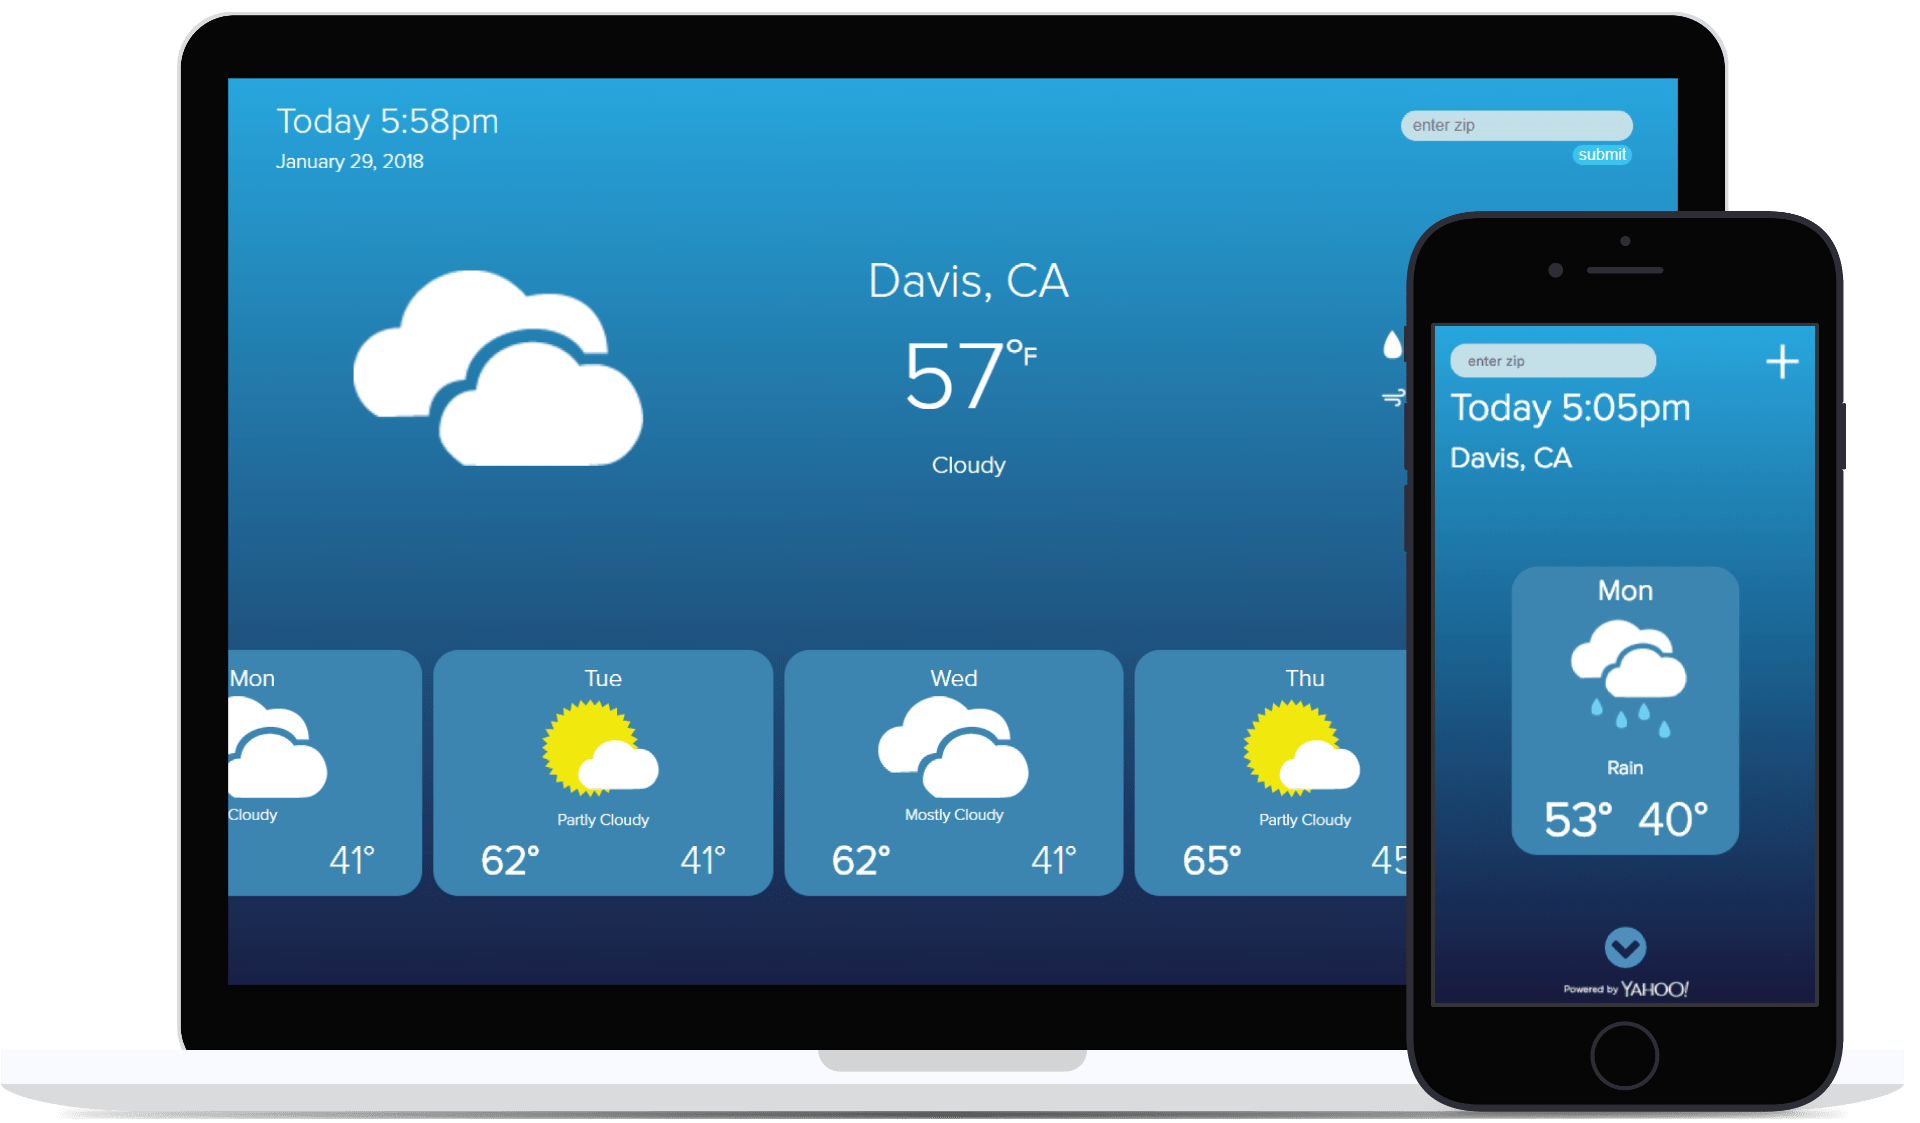 Today 5:58pm
January 29, 2018
enter zip
submit
Davis, CA
57°F
Cloudy
Mon
Cloudy
41°
Tue
Partly Cloudy
62° 41°
Wed
Mostly Cloudy
62° 41°
Thu
Partly Cloudy
65° 45
enter zip
Today 5:05pm
Davis, CA
Mon
Rain
53° 40°
Powered by YAHOO!